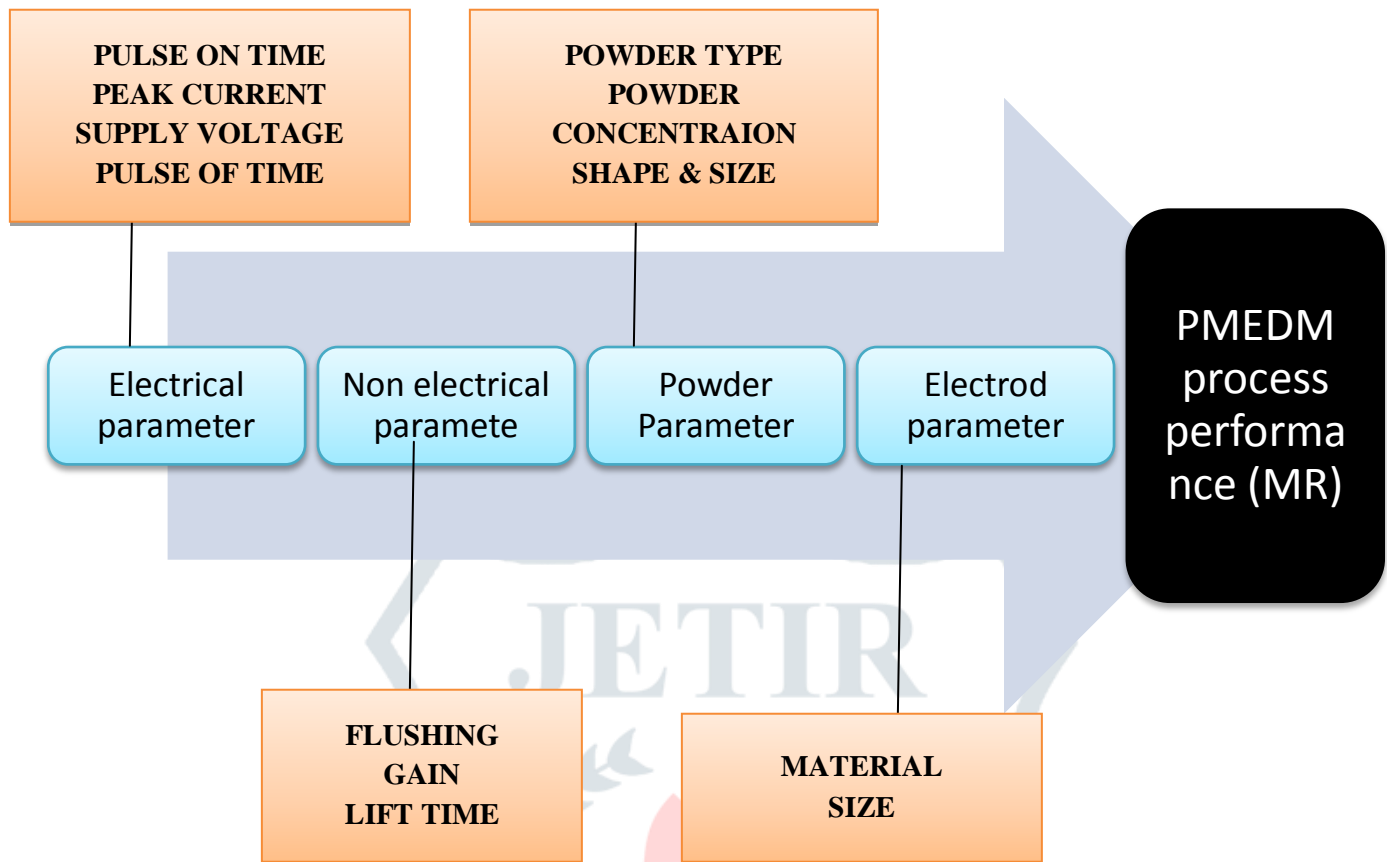 PULSE ON TIME
PEAK CURRENT
SUPPLY VOLTAGE
PULSE OF TIME
POWDER TYPE
POWDER
CONCENTRAION
SHAPE & SIZE
Electrical
parameter
Non electrical
paramete
Powder
Parameter
Electrod
parameter
PMEDM
process
performa
nce (MR)
JETIR
FLUSHING
GAIN
LIFT TIME
MATERIAL
SIZE